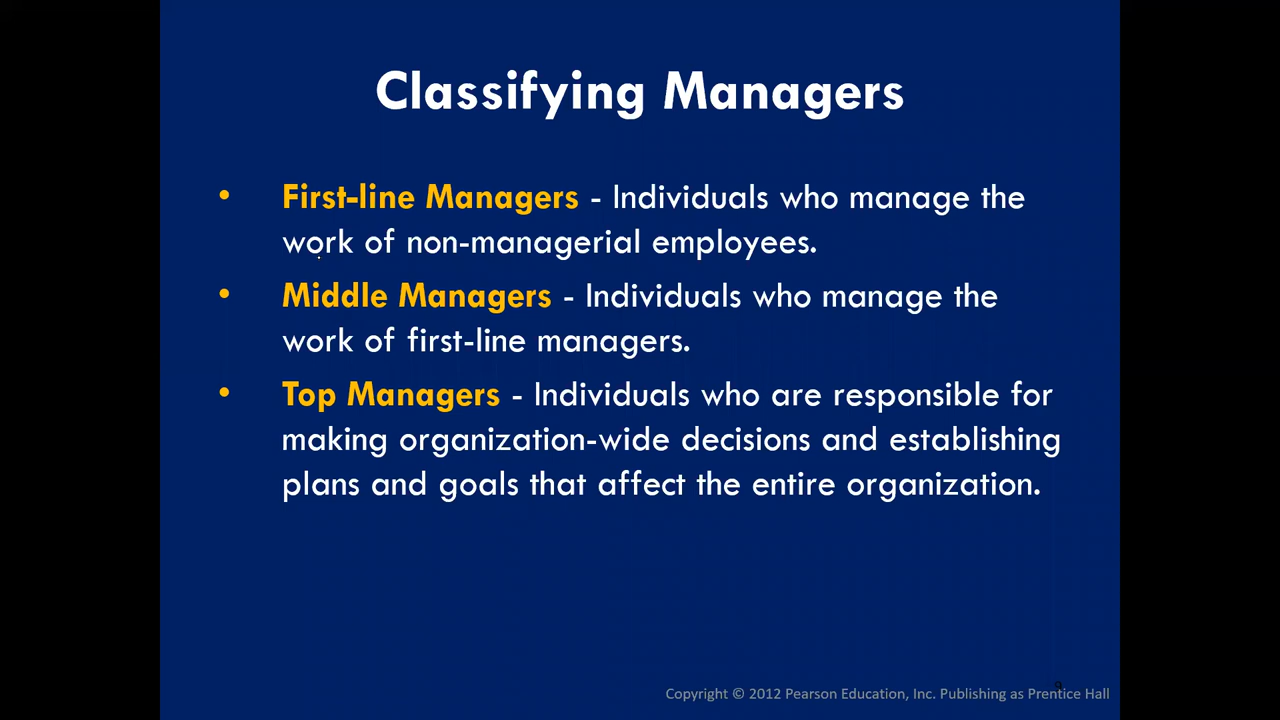 Classifying Managers
• First-line Managers - Individuals who manage the
work of non-managerial employees.
• Middle Managers - Individuals who manage the
work of first-line managers.
• Top Managers - Individuals who are responsible for
making organization-wide decisions and establishing
plans and goals that affect the entire organization.
9
Copyright © 2012 Pearson Education, Inc. Publishing as Prentice Hall